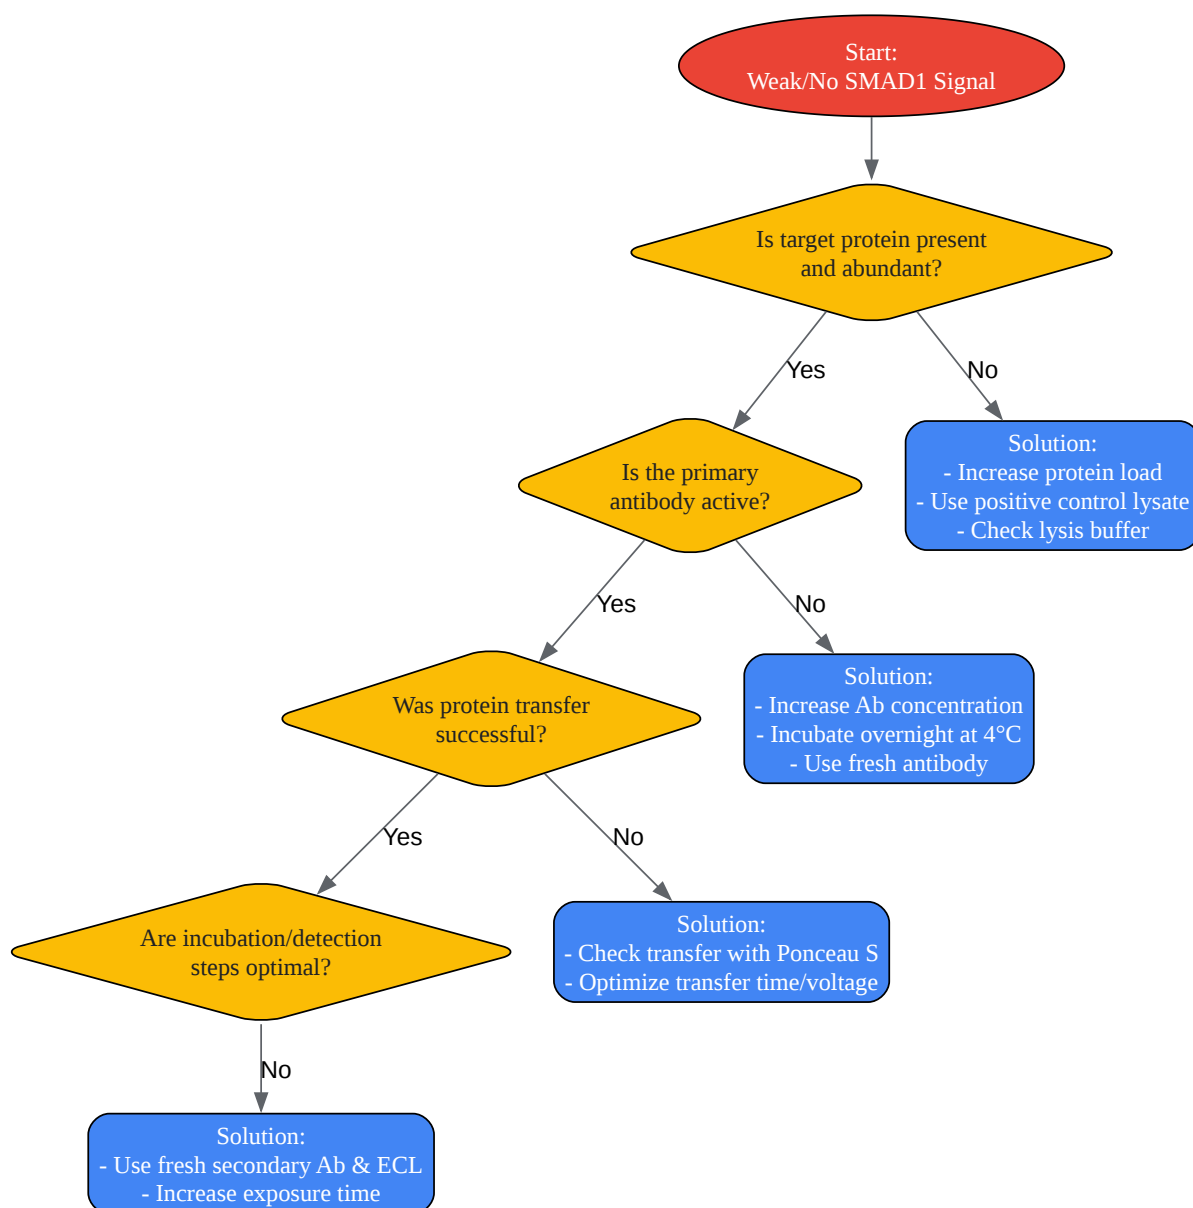 Start:
Weak/No SMAD1 Signal
Is target protein present
and abundant?
Yes
No
Solution:
- Increase protein load
- Use positive control lysate
- Check lysis buffer
Is the primary
antibody active?
Yes
No
Solution:
- Increase Ab concentration
- Incubate overnight at 4°C
- Use fresh antibody
Was protein transfer
successful?
Yes
No
Solution:
- Check transfer with Ponceau S
- Optimize transfer time/voltage
Are incubation/detection
steps optimal?
No
Solution:
- Use fresh secondary Ab & ECL
- Increase exposure time